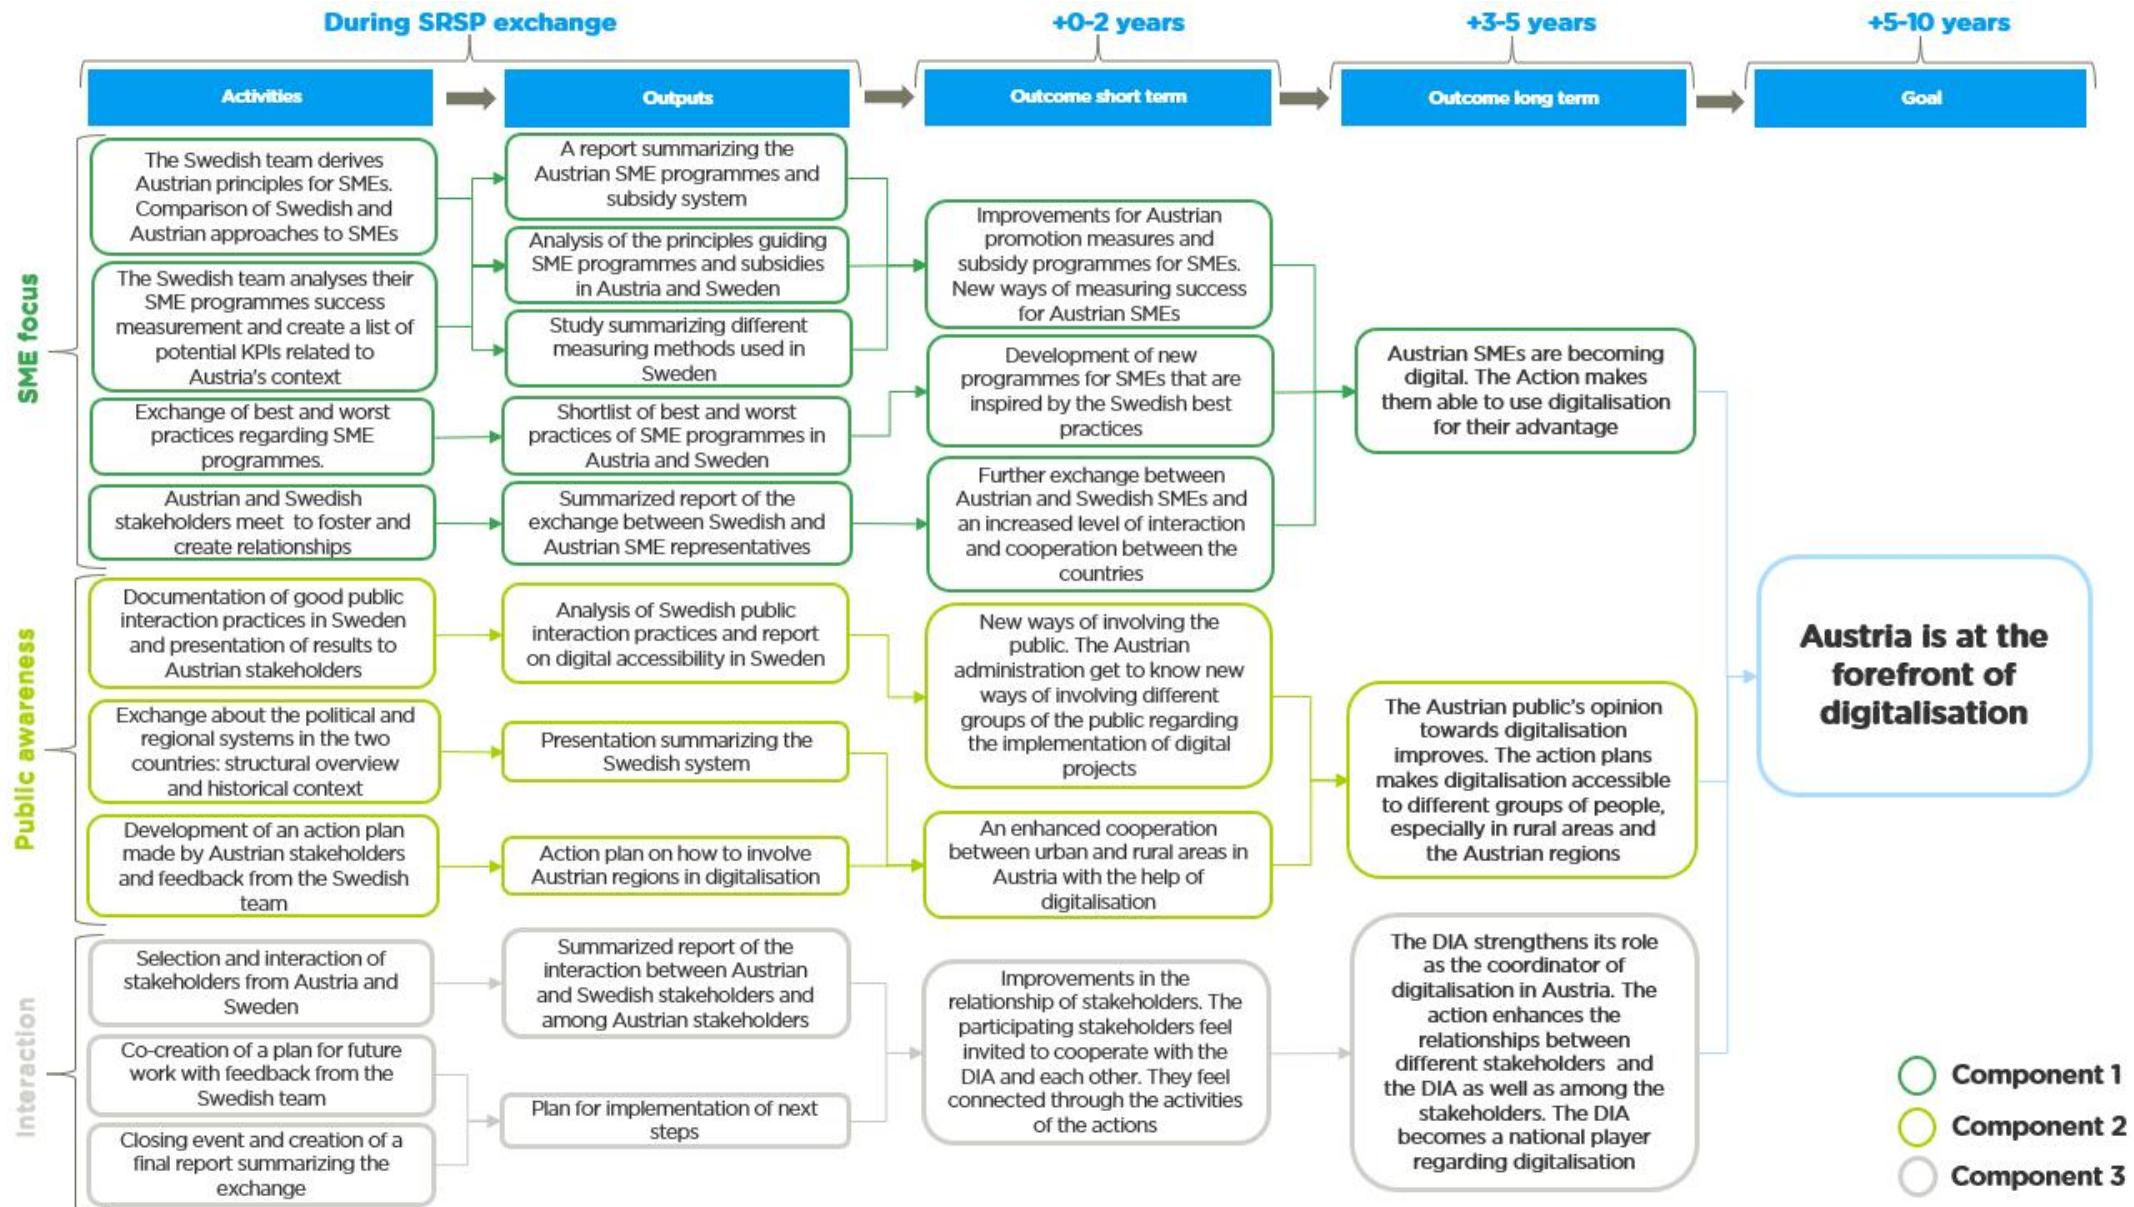 During SRSP exchange
+0-2 years
+3-5 years
+5-10 years
Activities
Outputs
Outcome short term
Outcome long term
Goal
SME focus
The Swedish team derives
Austrian principles for SMEs.
Comparison of Swedish and
Austrian approaches to SMEs
The Swedish team analyses their
SME programmes success
measurement and create a list of
potential KPIs related to
Austria's context
Exchange of best and worst
practices regarding SME
programmes.
Austrian and Swedish
stakeholders meet to foster and
create relationships
A report summarizing the
Austrian SME programmes and
subsidy system
Analysis of the principles guiding
SME programmes and subsidies
in Austria and Sweden
Study summarizing different
measuring methods used in
Sweden
Shortlist of best and worst
practices of SME programmes in
Austria and Sweden
Summarized report of the
exchange between Swedish and
Austrian SME representatives
Improvements for Austrian
promotion measures and
subsidy programmes for SMEs.
New ways of measuring success
for Austrian SMEs
Development of new
programmes for SMEs that are
inspired by the Swedish best
practices
Further exchange between
Austrian and Swedish SMEs and
an increased level of interaction
and cooperation between the
countries
Austrian SMEs are becoming
digital. The Action makes
them able to use digitalisation
for their advantage
Public awareness
Documentation of good public
interaction practices in Sweden
and presentation of results to
Austrian stakeholders
Exchange about the political and
regional systems in the two
countries: structural overview
and historical context
Development of an action plan
made by Austrian stakeholders
and feedback from the Swedish
team
Analysis of Swedish public
interaction practices and report
on digital accessibility in Sweden
Presentation summarizing the
Swedish system
Action plan on how to involve
Austrian regions in digitalisation
New ways of involving the
public. The Austrian
administration get to know new
ways of involving different
groups of the public regarding
the implementation of digital
projects
An enhanced cooperation
between urban and rural areas in
Austria with the help of
digitalisation
The Austrian public's opinion
towards digitalisation
improves. The action plans
makes digitalisation accessible
to different groups of people,
especially in rural areas and
the Austrian regions
Interaction
Selection and interaction of
stakeholders from Austria and
Sweden
Co-creation of a plan for future
work with feedback from the
Swedish team
Closing event and creation of a
final report summarizing the
exchange
Summarized report of the
interaction between Austrian
and Swedish stakeholders and
among Austrian stakeholders
Plan for implementation of next
steps
Improvements in the
relationship of stakeholders. The
participating stakeholders feel
invited to cooperate with the
DIA and each other. They feel
connected through the activities
of the actions
The DIA strengthens its role
as the coordinator of
digitalisation in Austria. The
action enhances the
relationships between
different stakeholders and
the DIA as well as among the
stakeholders. The DIA
becomes a national player
regarding digitalisation
Austria is at the
forefront of
digitalisation
Component 1
Component 2
Component 3